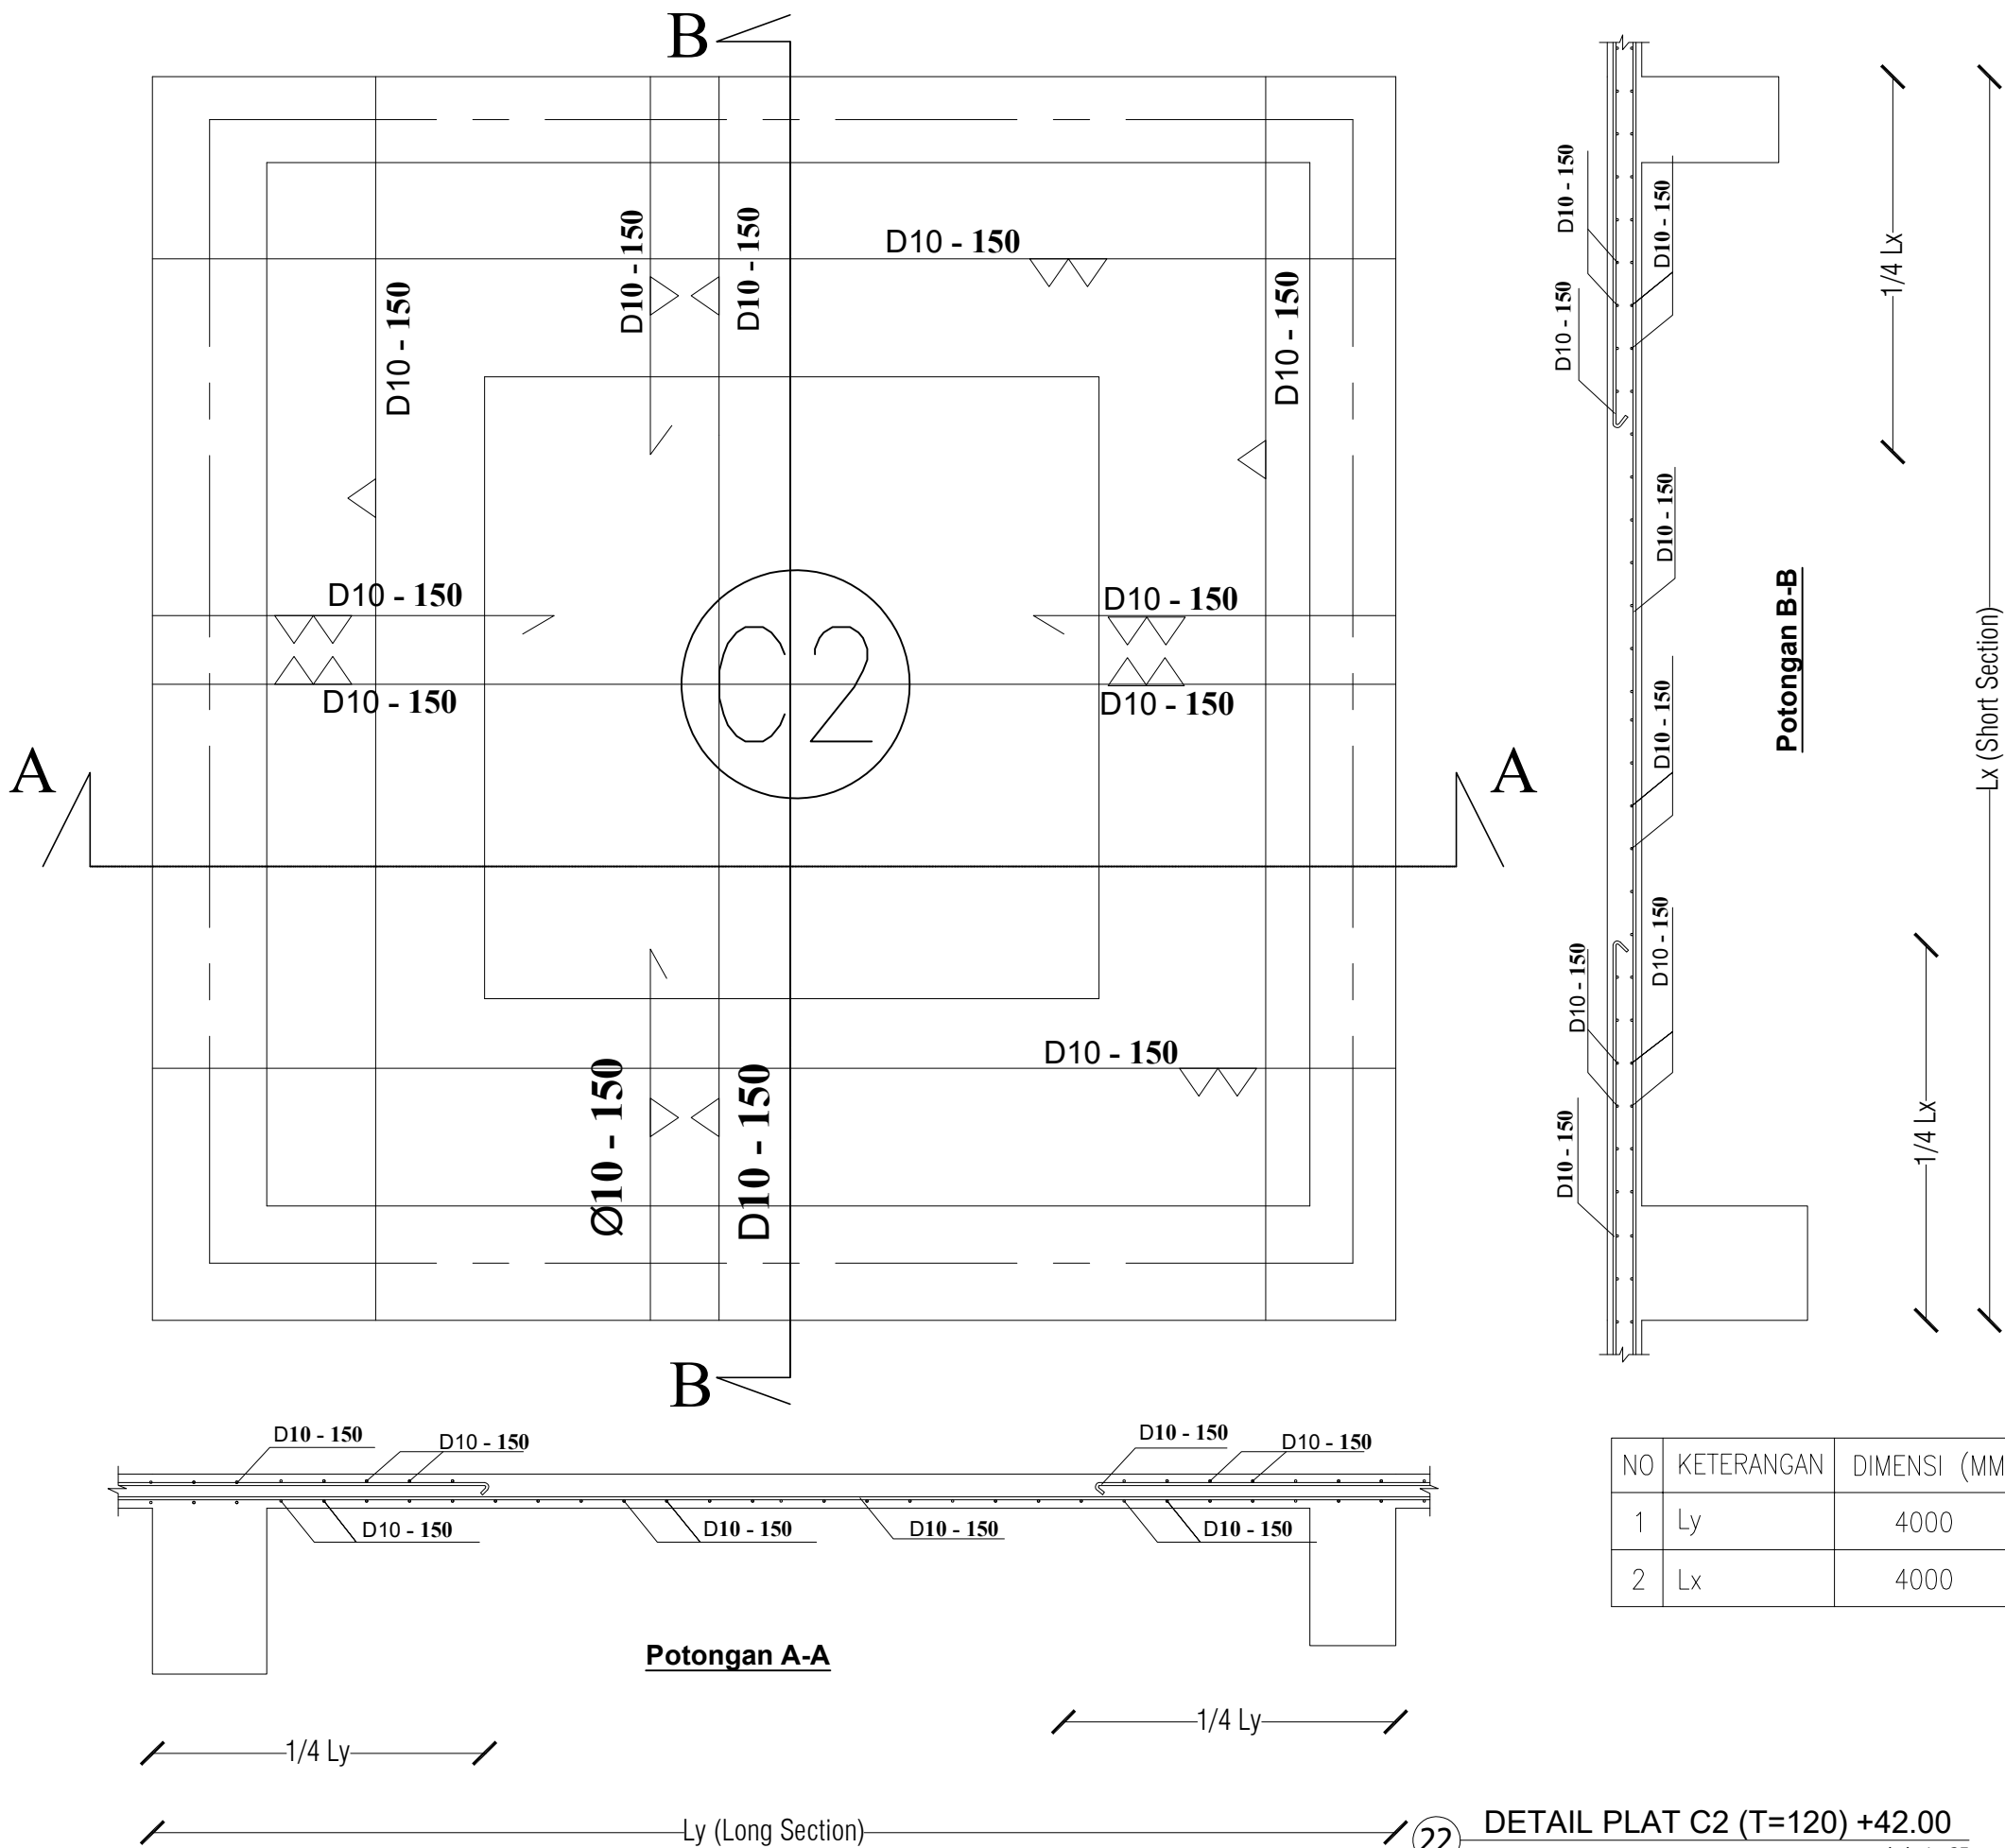 B
D10 - 150
D10 - 150
D10 - 150
D10 - 150
D10 - 150
D10 - 150
D10 - 150
D10 - 150
D10 - 150
C2
A
A
Ø10 - 150
D10 - 150
D10 - 150
B
D10 - 150
D10 - 150
D10 - 150
D10 - 150
D10 - 150
D10 - 150
D10 - 150
D10 - 150
Potongan B-B
1/4 Lx
1/4 Lx
Lx (Short Section)
D10 - 150
D10 - 150
D10 - 150
D10 - 150
D10 - 150
D10 - 150
D10 - 150
D10 - 150
Potongan A-A
1/4 Ly
1/4 Ly
Ly (Long Section)
NO KETERANGAN DIMENSI (MM
1 Ly 4000
2 Lx 4000
22 DETAIL PLAT C2 (T=120) +42.00